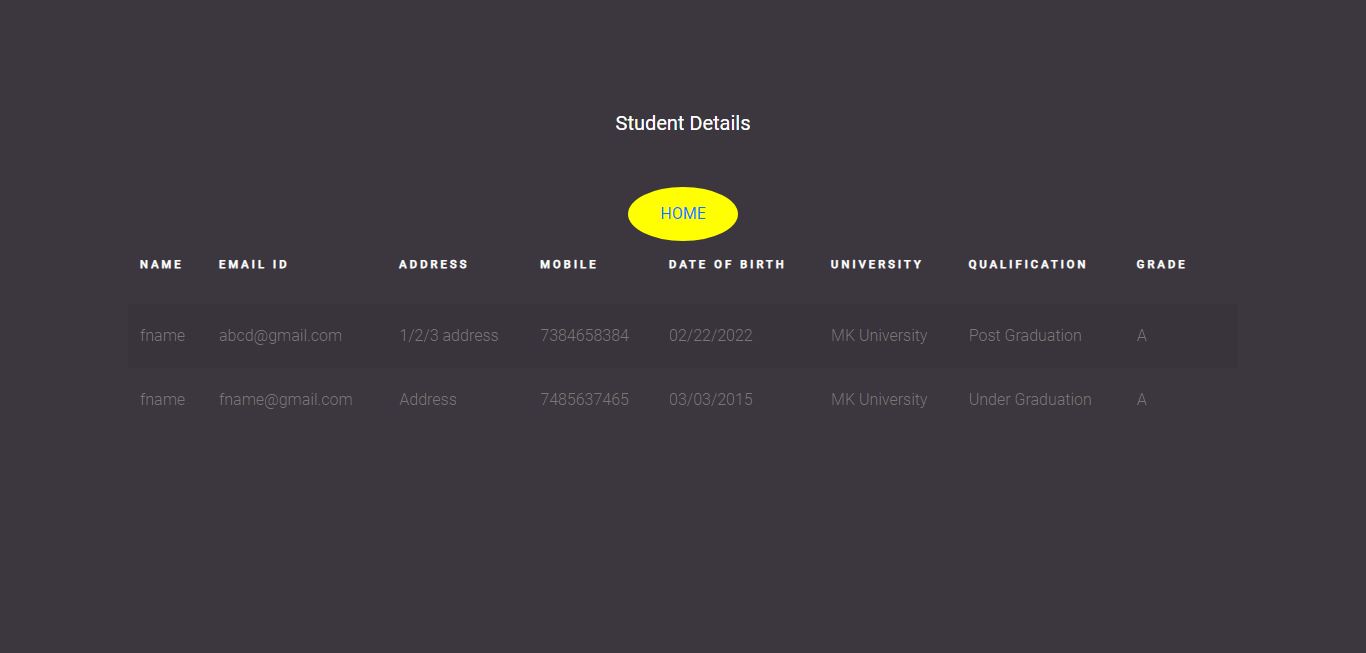 Student Details
HOME
NAME EMAIL ID ADDRESS MOBILE DATE OF BIRTH UNIVERSITY QUALIFICATION GRADE
fname abcd@gmail.com 1/2/3 address 7384658384 02/22/2022 MK University Post Graduation A
fname fname@gmail.com Address 7485637465 03/03/2015 MK University Under Graduation A